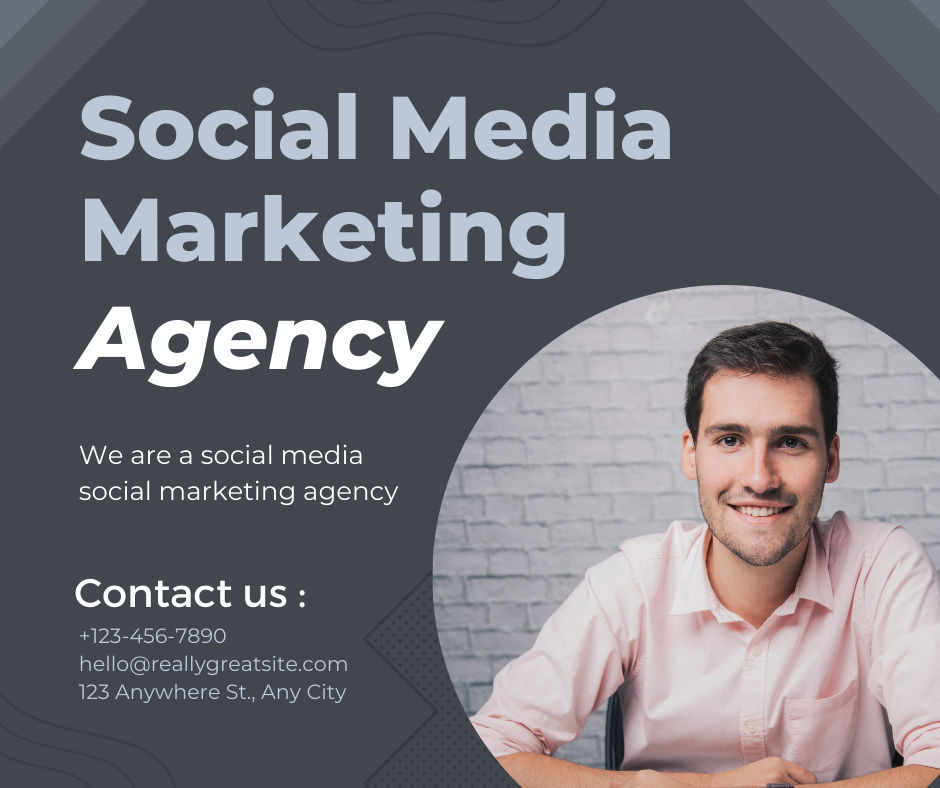 Social Media
Marketing
Agency
We are a social media
social marketing agency
Contact us :
+123-456-7890
hello@reallygreatsite.com
123 Anywhere St., Any City